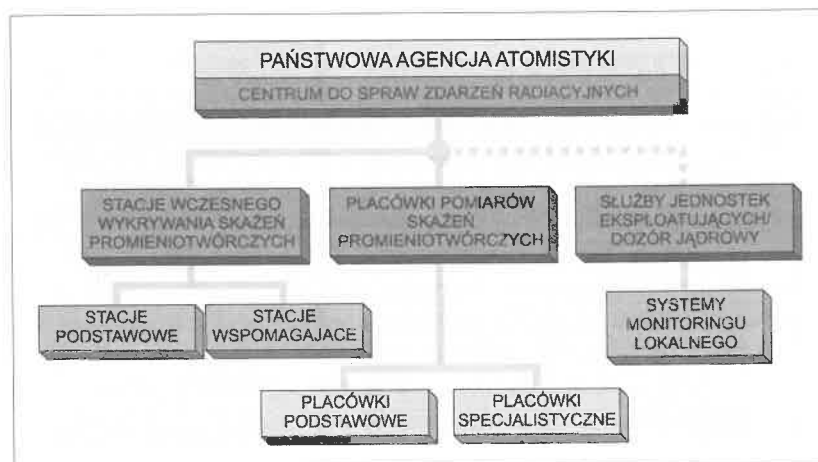 PAŃSTWOWA AGENCJA ATOMISTYKI
CENTRUM DO SPRAW ZDARZEŃ RADIACYJNYCH
STACJE WCZESNEGO
WYKRYWANIA SKAŻEŃ
PROMIENIOTWÓRCZYCH
PLACÓWKI POMIARÓW
SKAŻEŃ
PROMIENIOTWÓRCZYCH
SŁUŻBY JEDNOSTEK
EKSPLOATUJĄCYCH/
DOZÓR JĄDROWY
STACJE
PODSTAWOWE
STACJE
WSPOMAGAJACE
SYSTEMY
MONITORINGU
LOKALNEGO
PLACÓWKI
PODSTAWOWE
PLACÓWKI
SPECJALISTYCZNE